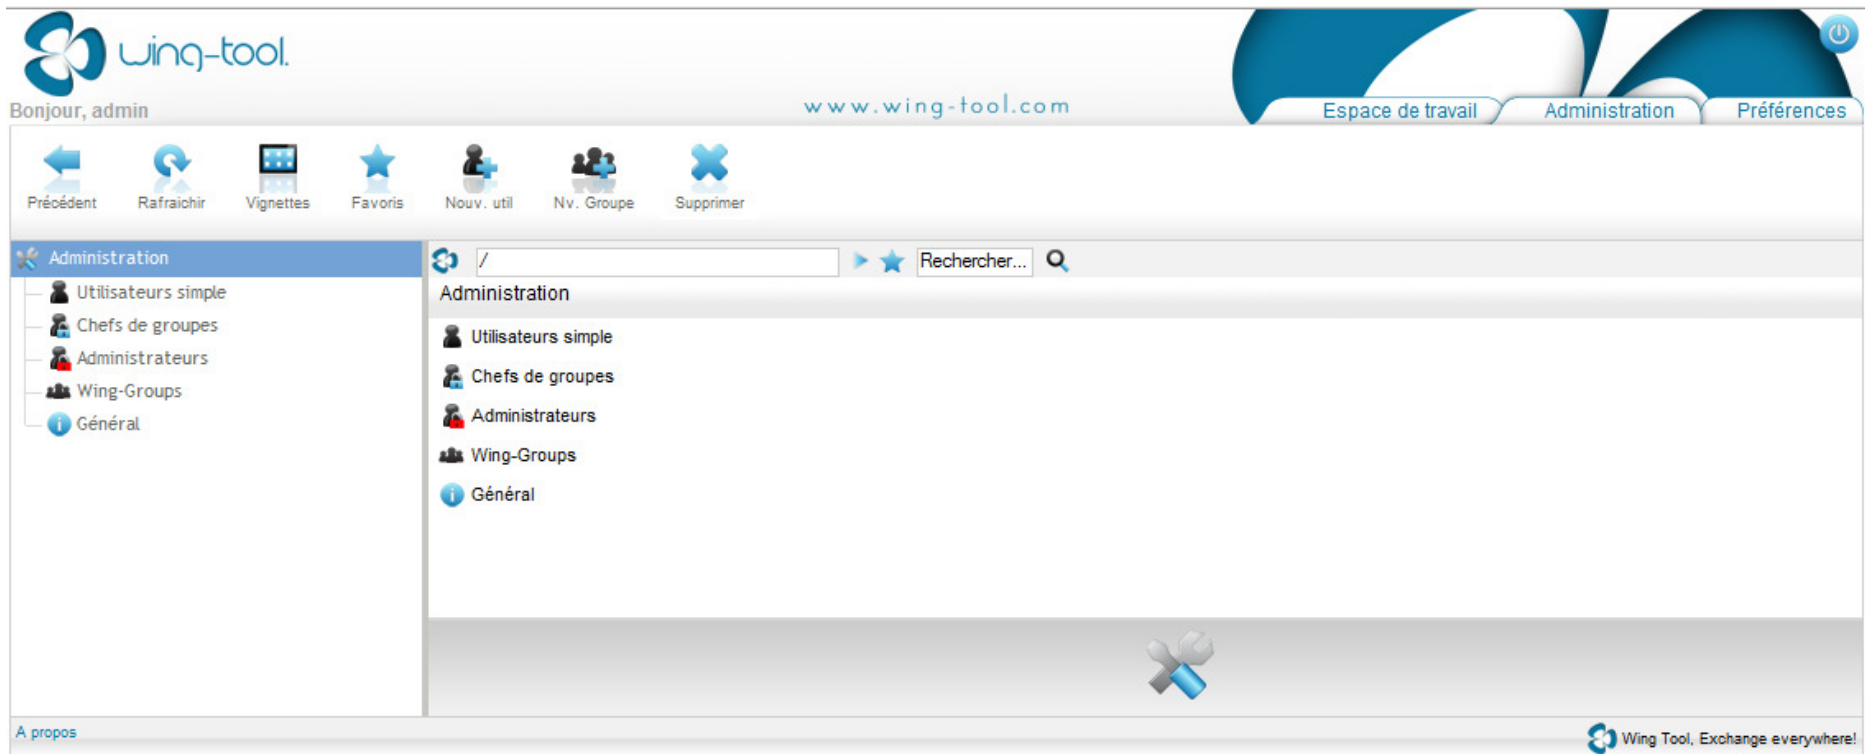 wing-tool.
Bonjour, admin
www.wing-tool.com
Espace de travail
Administration
Préférences
Précédent
Rafraichir
Vignettes
Favoris
Nouv. util
Nv. Groupe
Supprimer
Administration
Utilisateurs simple
Chefs de groupes
Administrateurs
Wing-Groups
Général
/
Rechercher...
Administration
Utilisateurs simple
Chefs de groupes
Administrateurs
Wing-Groups
Général
A propos
Wing Tool, Exchange everywhere!